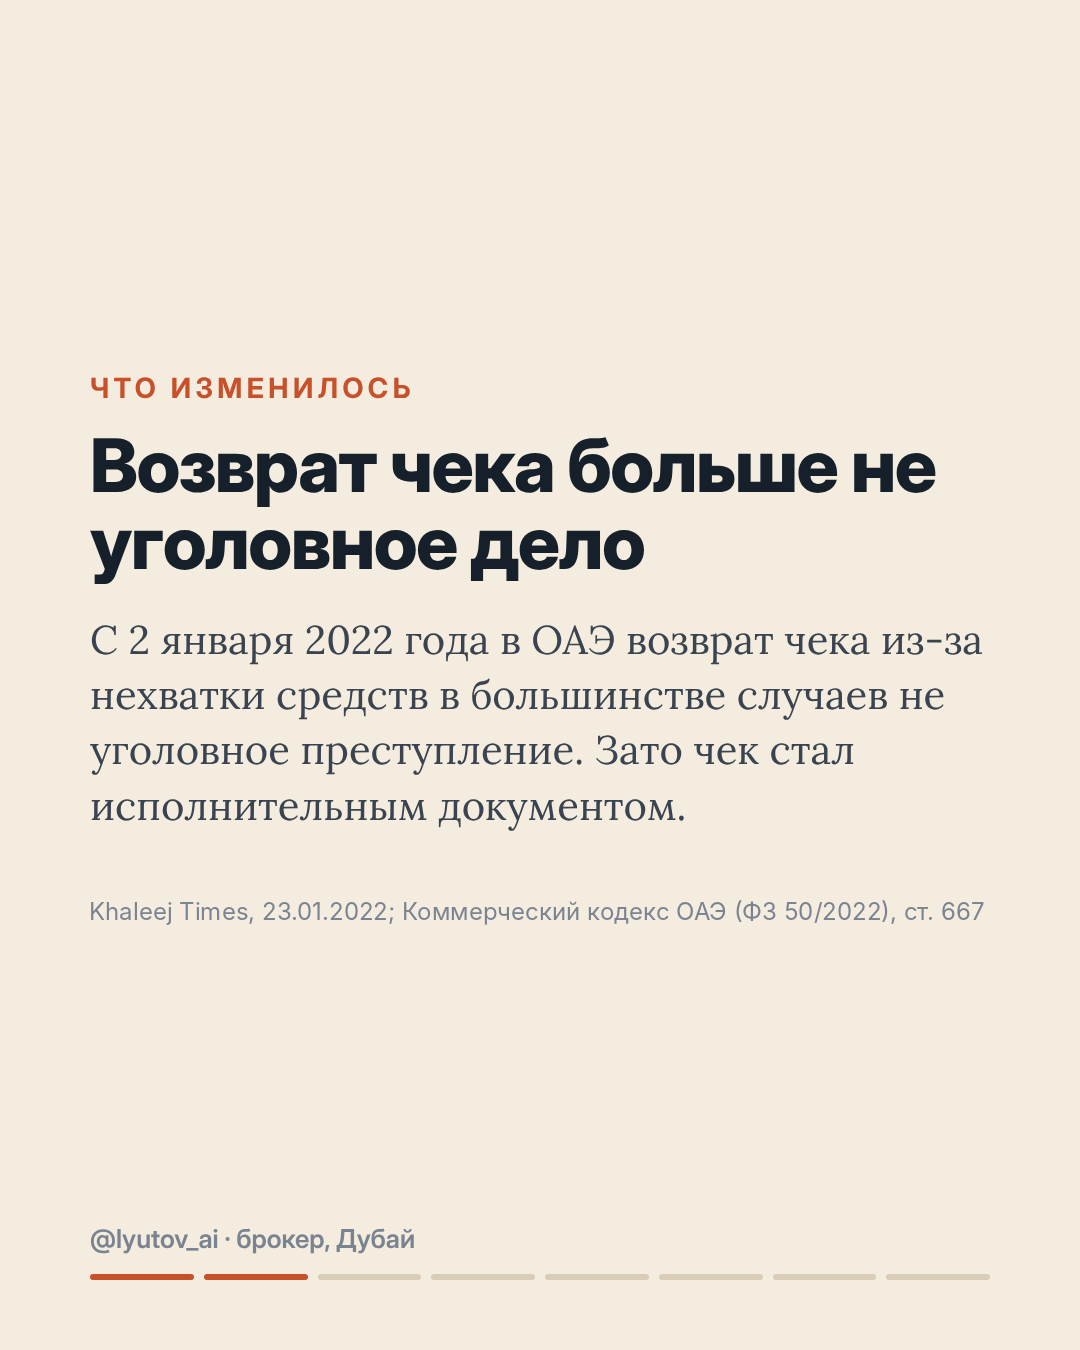 ЧТО ИЗМЕНИЛОСЬ
Возврат чека больше не
уголовное дело
С 2 января 2022 года в ОАЭ возврат чека из-за
нехватки средств в большинстве случаев не
уголовное преступление. Зато чек стал
исполнительным документом.
Khaleej Times, 23.01.2022; Коммерческий кодекс ОАЭ (ФЗ 50/2022), ст. 667
@lyutov_ai · брокер, Дубай